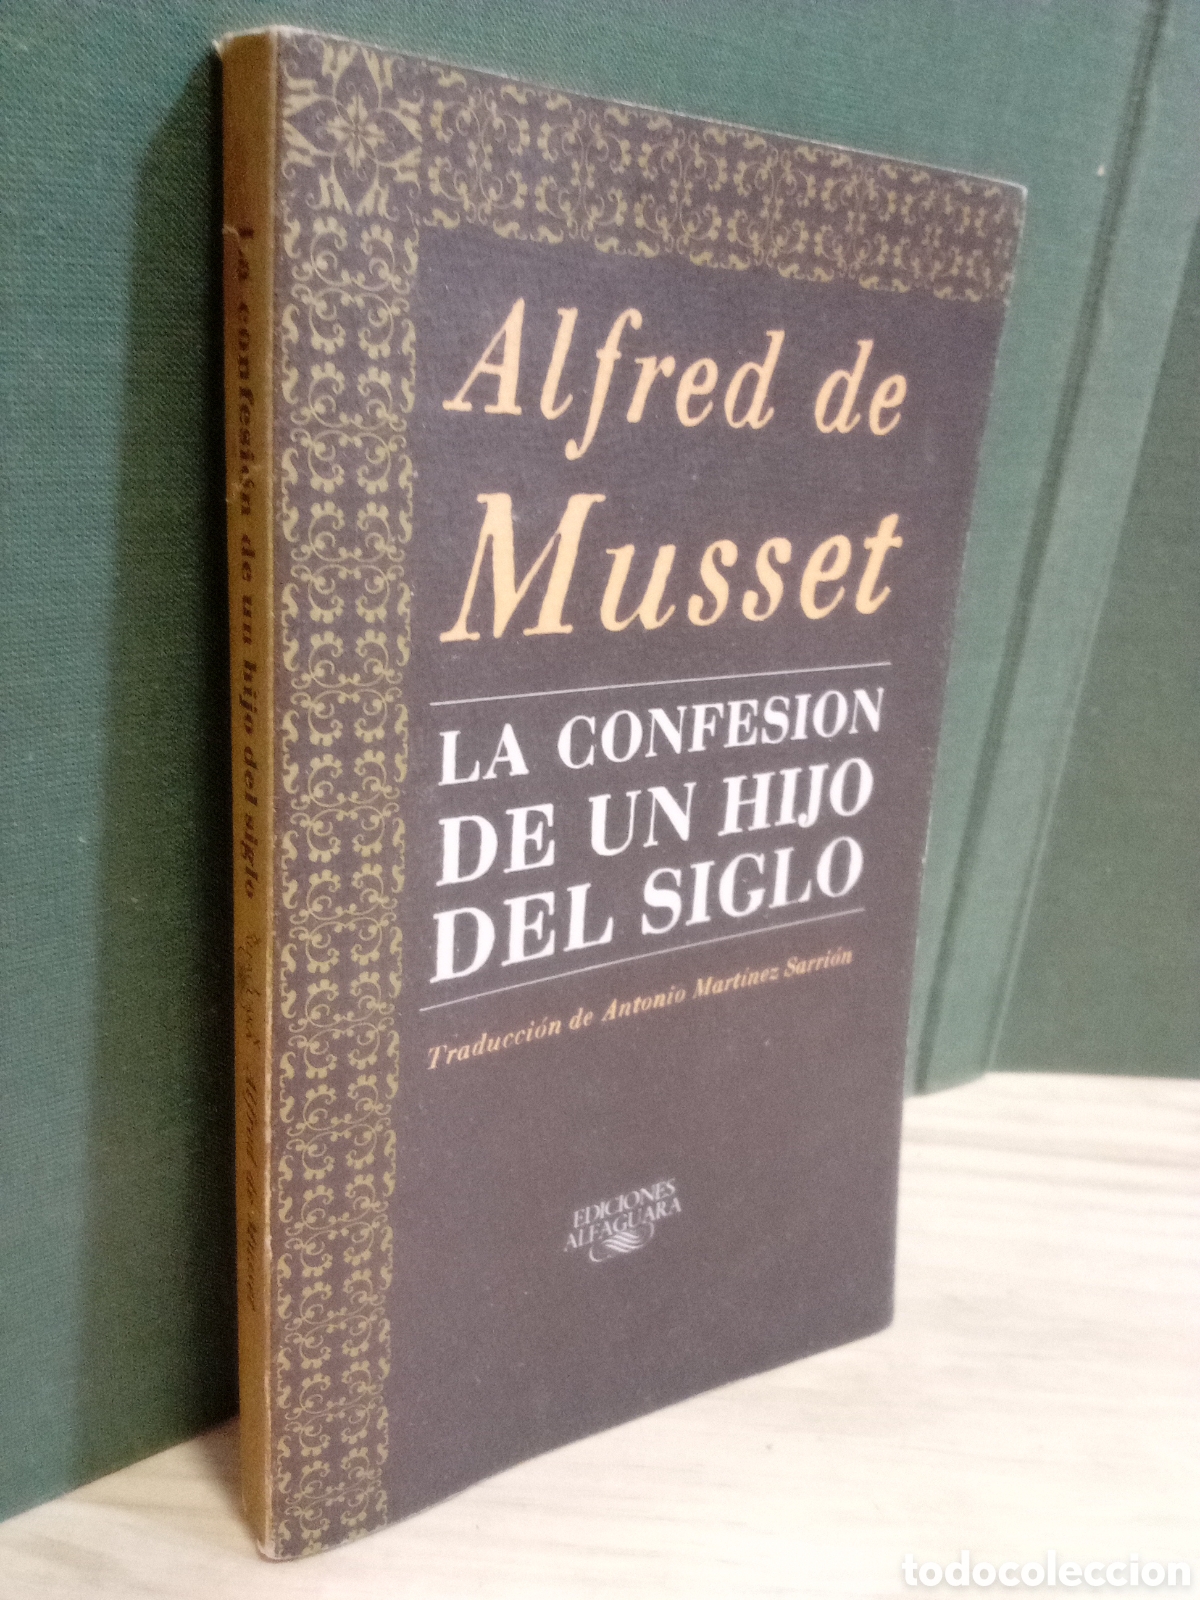 Alfred de
Musset
LA CONFESION
DE UN HIJO
DEL SIGLO
Traducción de Antonio Martínez Sarrión
EDICIONES
ALFAGUARA
La confesión de un hijo del siglo Alfred de Musset
todocoleccion